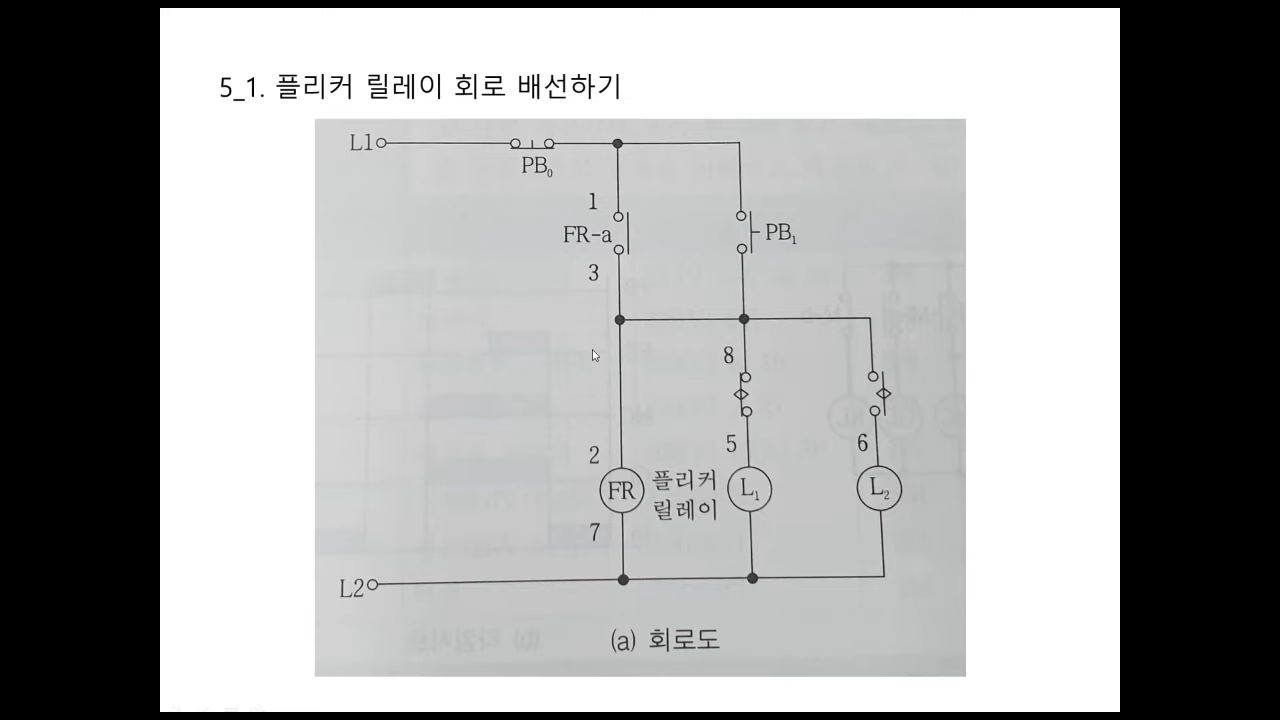 5_1. 플리커 릴레이 회로 배선하기
L1
PB₀
1
FR-a
PB₁
3
8
2
5
6
FR
플리커
릴레이
L₁
L₂
7
L2
(a) 회로도